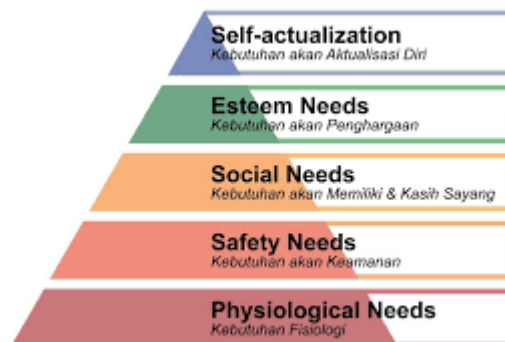 Self-actualization
Kebutuhan akan Aktualisasi Diri
Esteem Needs
Kebutuhan akan Penghargaan
Social Needs
Kebutuhan akan Memiliki & Kasih Sayang
Safety Needs
Kebutuhan akan Keamanan
Physiological Needs
Kebutuhan Fisiologi